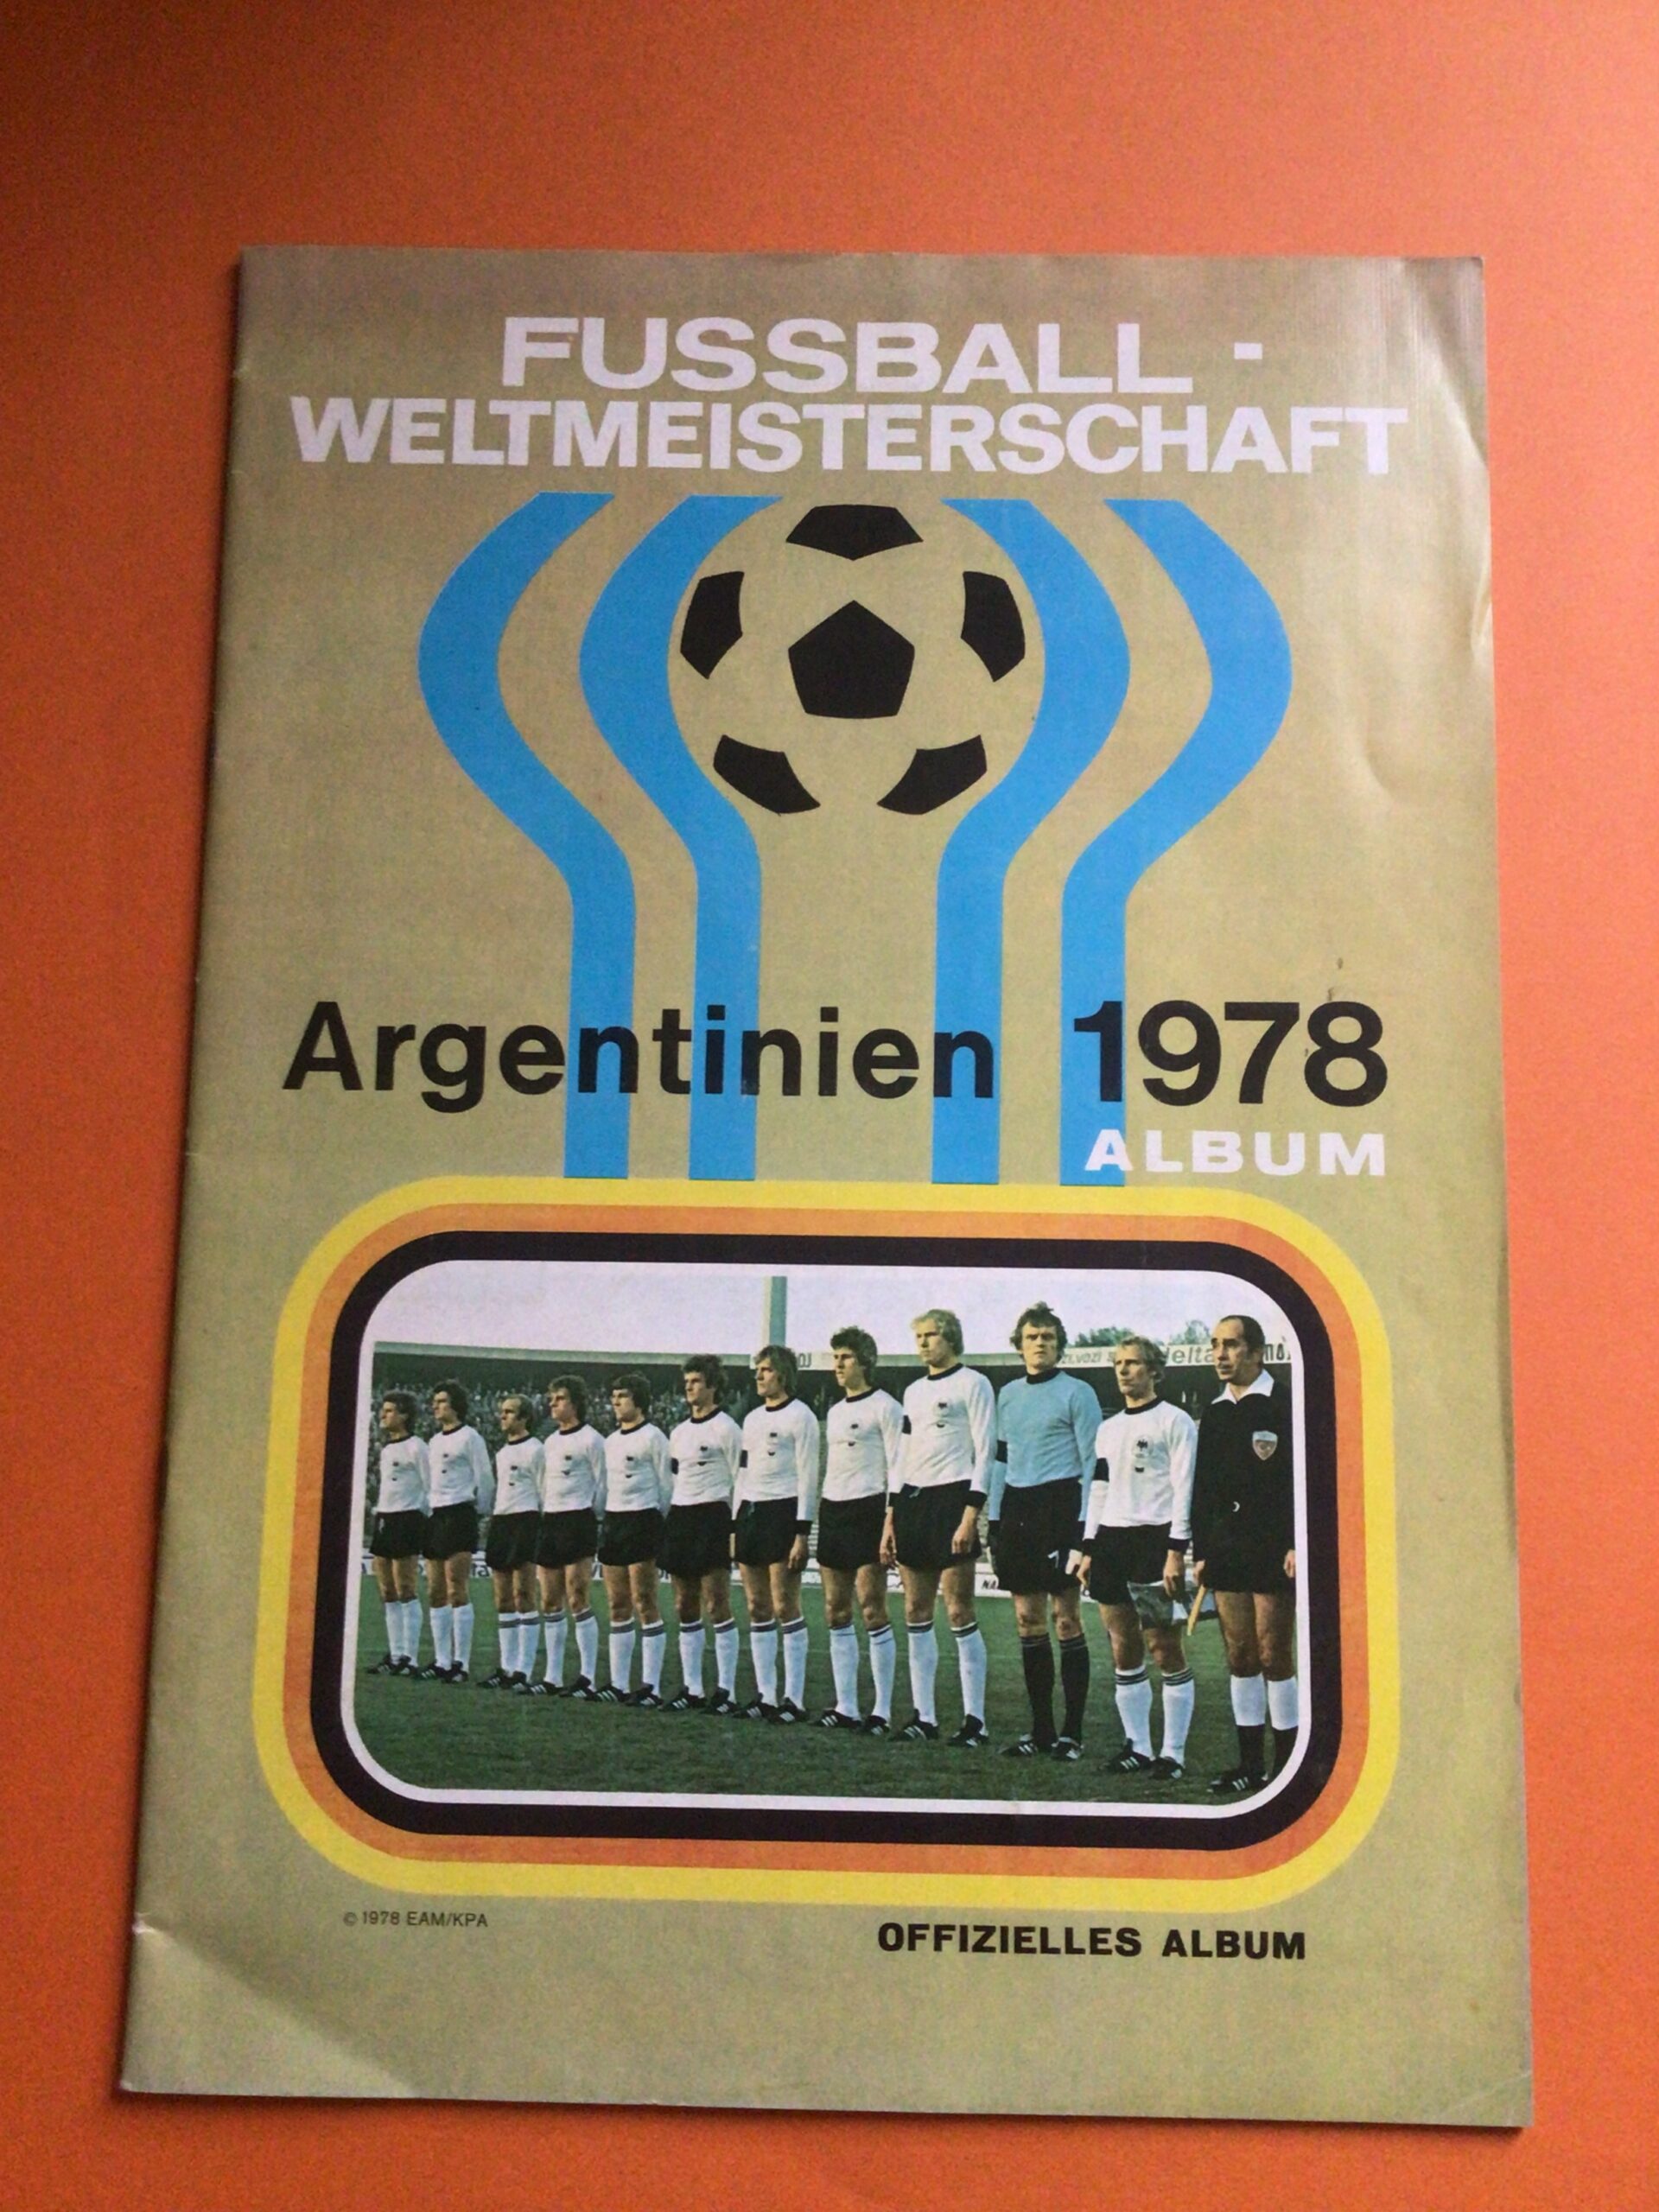 FUSSBALL -
WELTMEISTERSCHAFT
Argentinien 1978
ALBUM
© 1978 EAM/KPA
OFFIZIELLES ALBUM